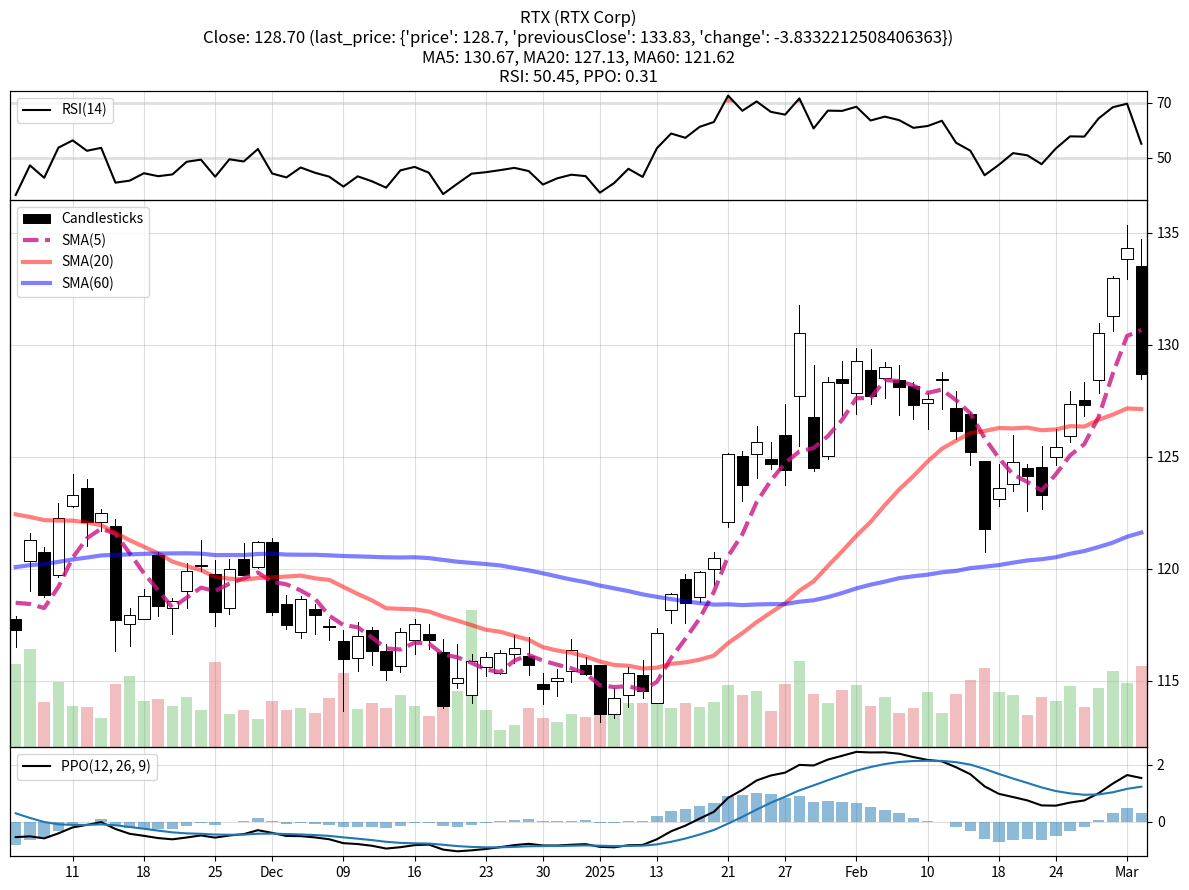 RTX (RTX Corp)
Close: 128.70 (last_price: {'price': 128.7, 'previousClose': 133.83, 'change': -3.8332212508406363})
MA5: 130.67, MA20: 127.13, MA60: 121.62
RSI: 50.45, PPO: 0.31
RSI(14)
70
50
Candlesticks
SMA(5)
SMA(20)
SMA(60)
135
130
125
120
115
PPO(12, 26, 9)
2
0
11 18 25 Dec 09 16 23 30 2025 13 21 27 Feb 10 18 24 Mar